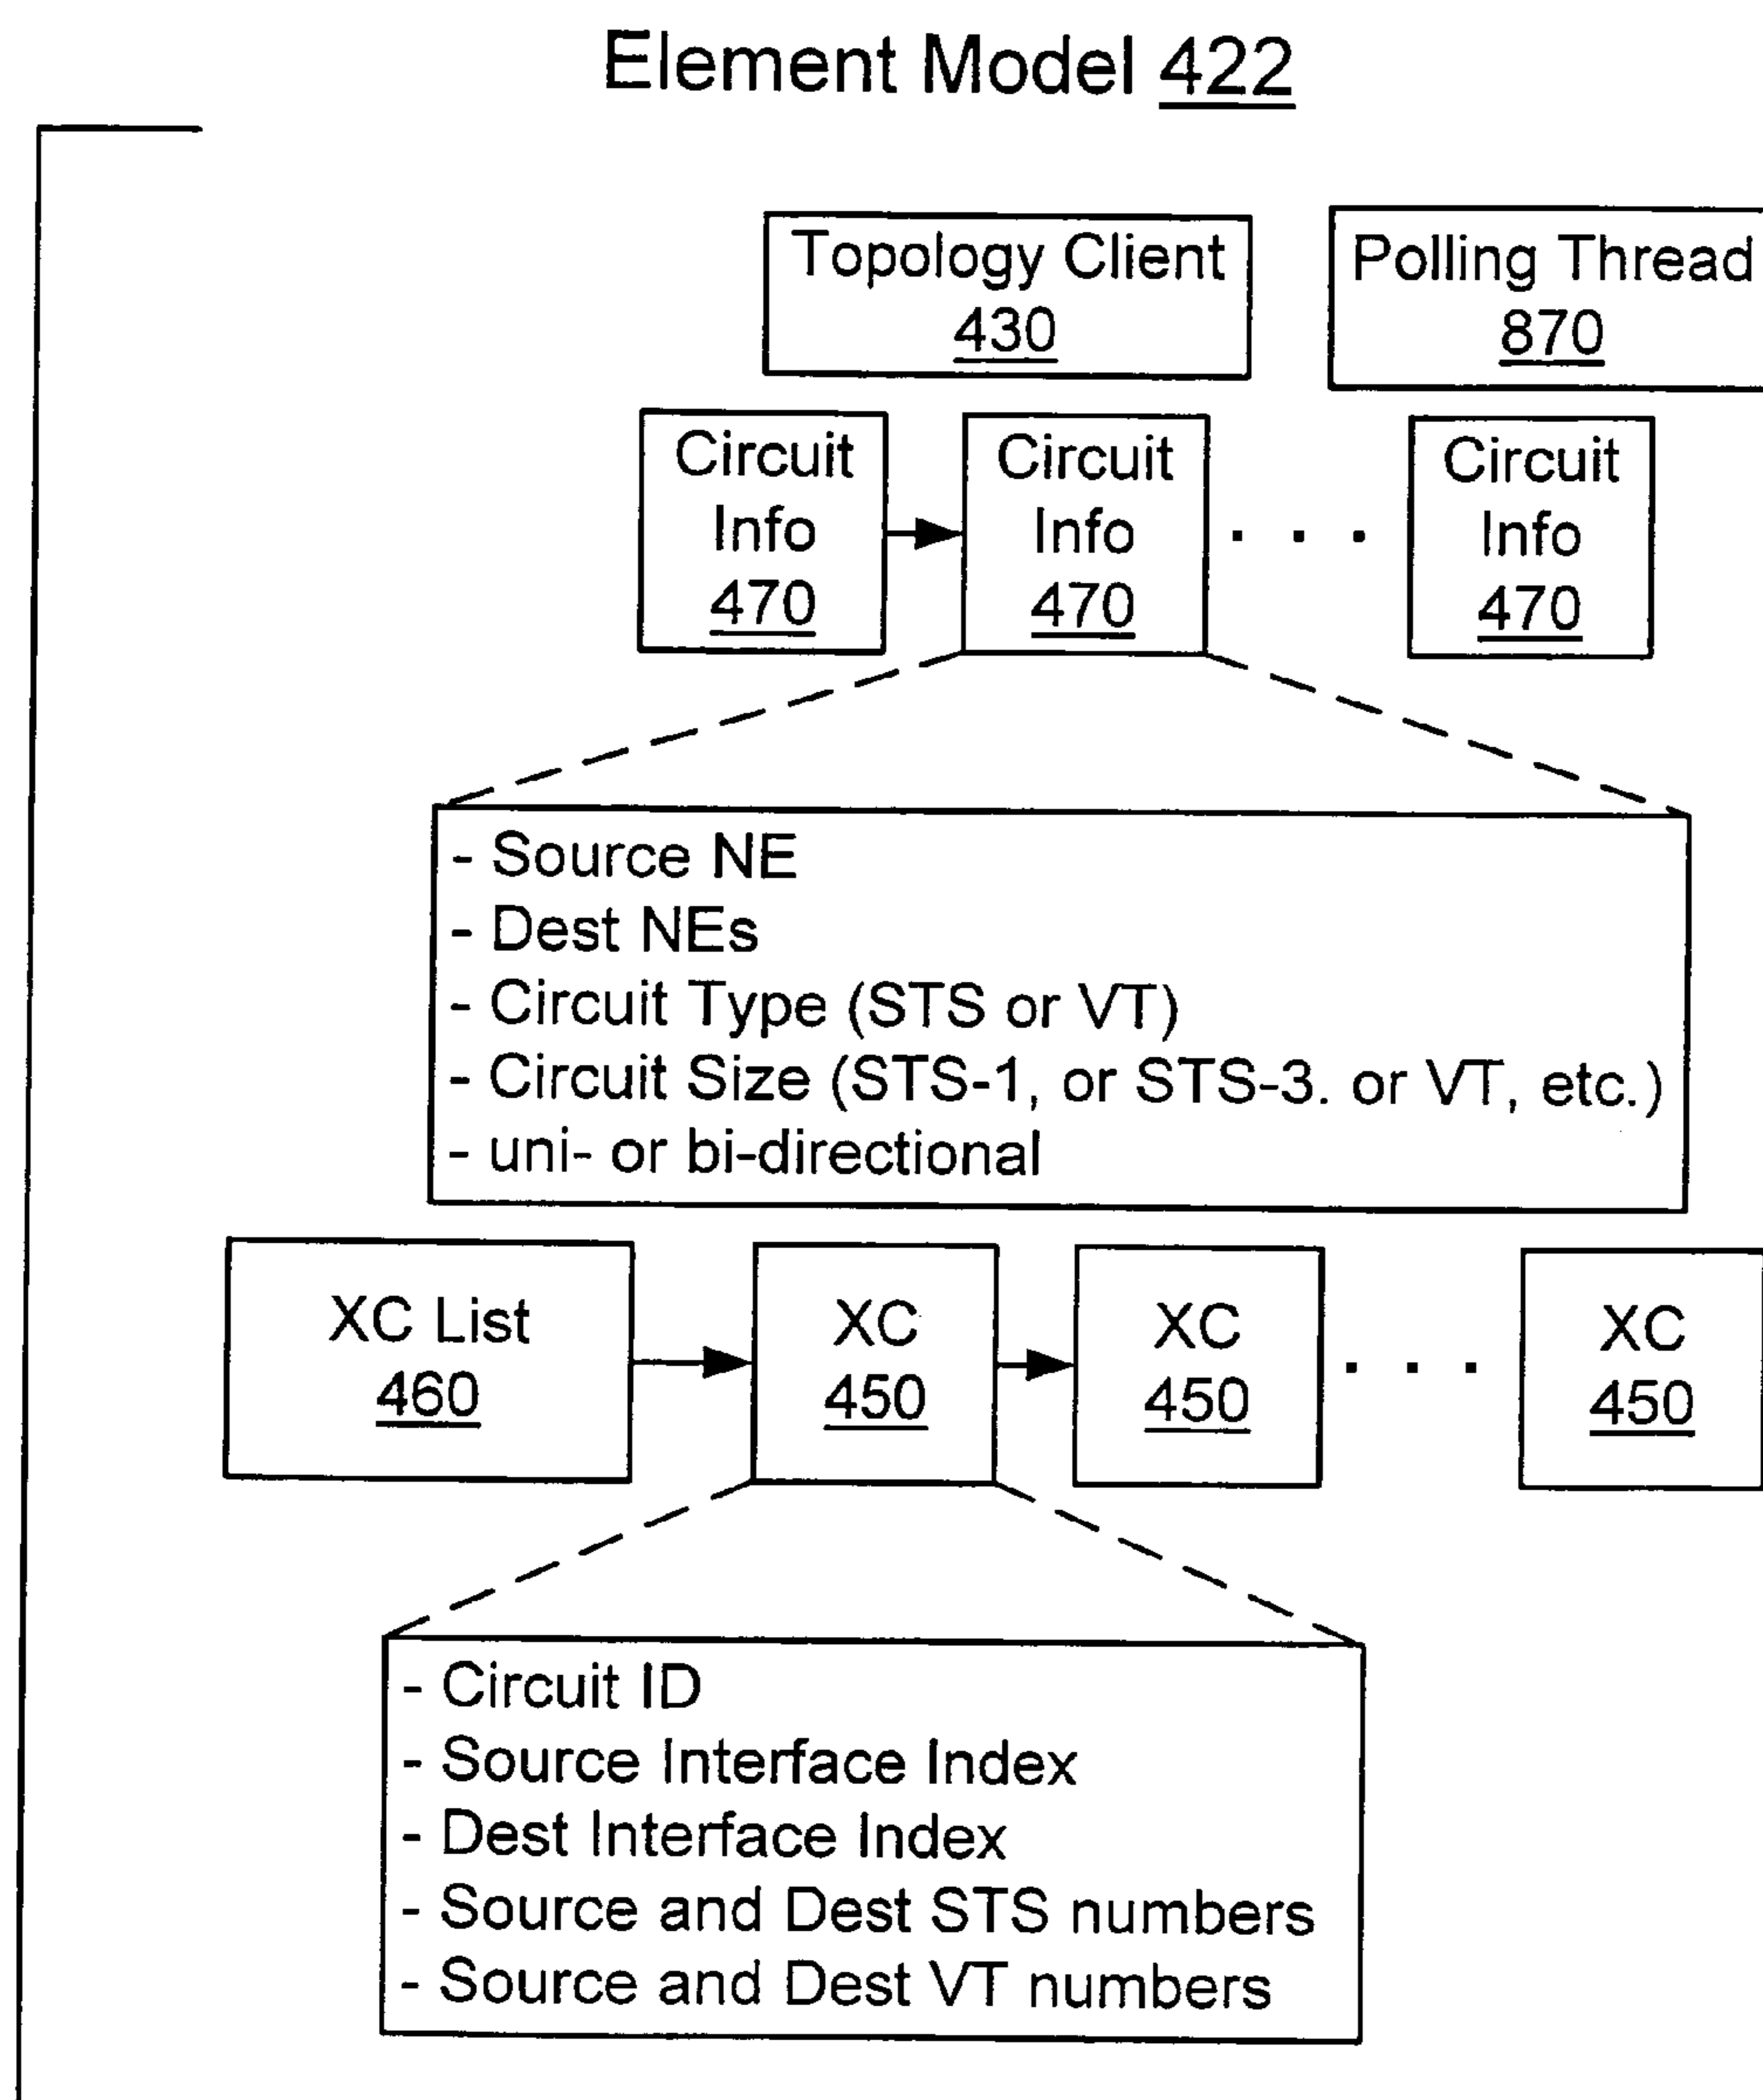 Element Model 422
Topology Client
430
Polling Thread
870
Circuit
Info
470
Circuit
Info
470
. . .
Circuit
Info
470
- Source NE
- Dest NEs
- Circuit Type (STS or VT)
- Circuit Size (STS-1, or STS-3. or VT, etc.)
- uni- or bi-directional
XC List
460
XC
450
XC
450
. . .
XC
450
- Circuit ID
- Source Interface Index
- Dest Interface Index
- Source and Dest STS numbers
- Source and Dest VT numbers